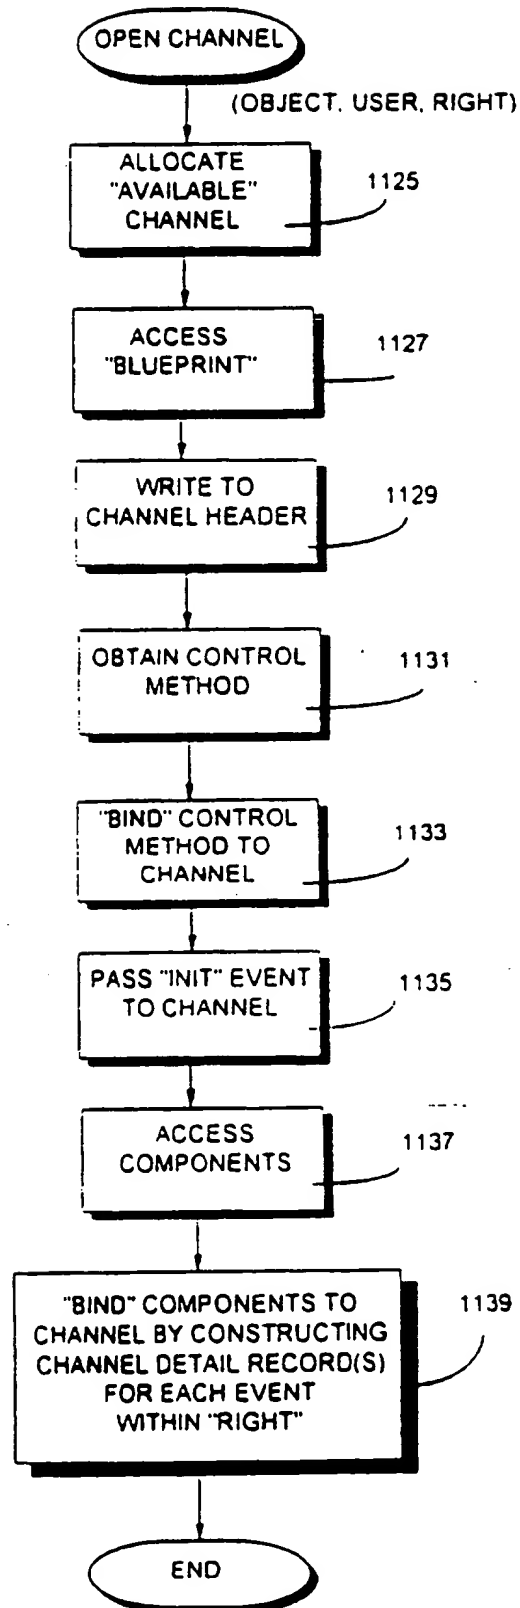 OPEN CHANNEL
(OBJECT, USER, RIGHT)
ALLOCATE
"AVAILABLE"
CHANNEL
1125
ACCESS
"BLUEPRINT"
1127
WRITE TO
CHANNEL HEADER
1129
OBTAIN CONTROL
METHOD
1131
"BIND" CONTROL
METHOD TO
CHANNEL
1133
PASS "INIT" EVENT
TO CHANNEL
1135
ACCESS
COMPONENTS
1137
"BIND" COMPONENTS TO
CHANNEL BY CONSTRUCTING
CHANNEL DETAIL RECORD(S)
FOR EACH EVENT
WITHIN "RIGHT"
1139
END